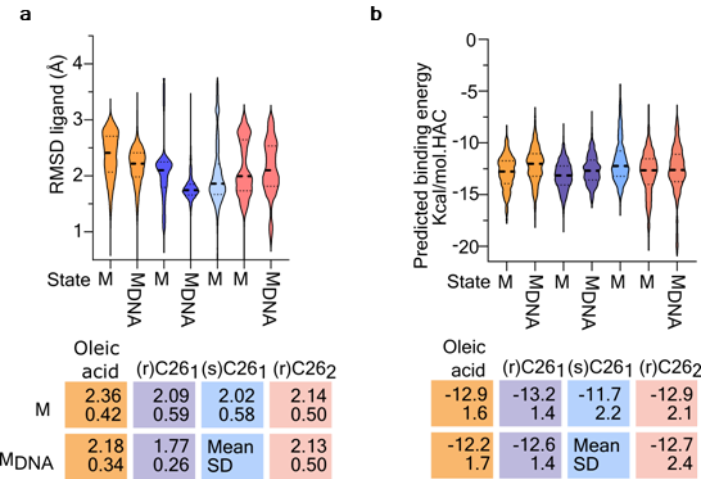 a
RMSD ligand (Å)
4
3
2
1
State M MDNA M MDNA M M MDNA
Oleic acid (r)C261 (s)C261 (r)C262
M
2.36 2.09 2.02 2.14
0.42 0.59 0.58 0.50
MDNA
2.18 1.77 Mean 2.13
0.34 0.26 SD 0.50
b
Predicted binding energy
Kcal/mol.HAC
0
-5
-10
-15
-20
State M MDNA M MDNA M M MDNA
Oleic acid (r)C261 (s)C261 (r)C262
-12.9 -13.2 -11.7 -12.9
1.6 1.4 2.2 2.1
-12.2 -12.6 Mean -12.7
1.7 1.4 SD 2.4